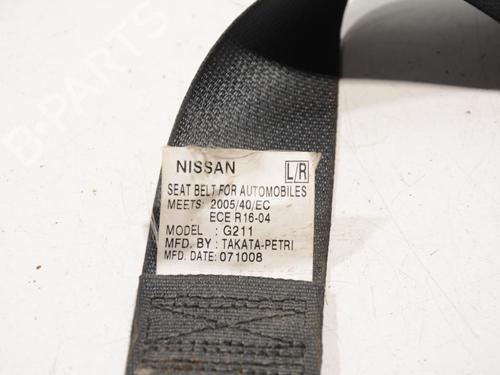 B-PARTS
NISSAN L/R
SEAT BELT FOR AUTOMOBILES
MEETS: 2005/40/EC
ECE R16-04
MODEL : G211
MFD. BY : TAKATA-PETRI
MFD. DATE: 071008